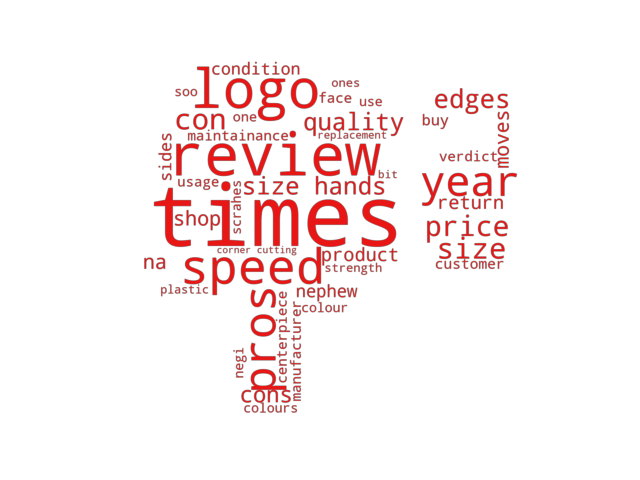 condition
ones
soo
logo
face use
edges
con one
quality
buy
moves
maintainance
replacement
sides
review
verdict
bit
usage
size hands
year
scrahes
times
return
shop
price
corner cutting
size
na
speed
product
customer
strength
plastic
nephew
pros
centerpiece
manufacturer
colour
negi
cons
colours